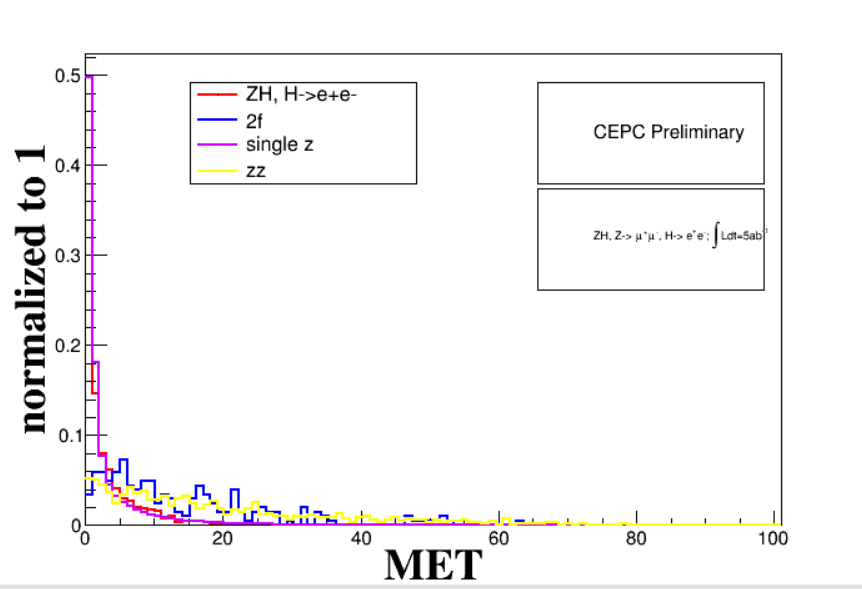 normalized to 1
0.5
0.4
0.3
0.2
0.1
0
ZH, H->e+e-
2f
single z
zz
CEPC Preliminary
ZH, Z-> μ⁺μ⁻, H-> e⁺e⁻; ∫Ldt=5ab⁻¹
0 20 40 60 80 100
MET